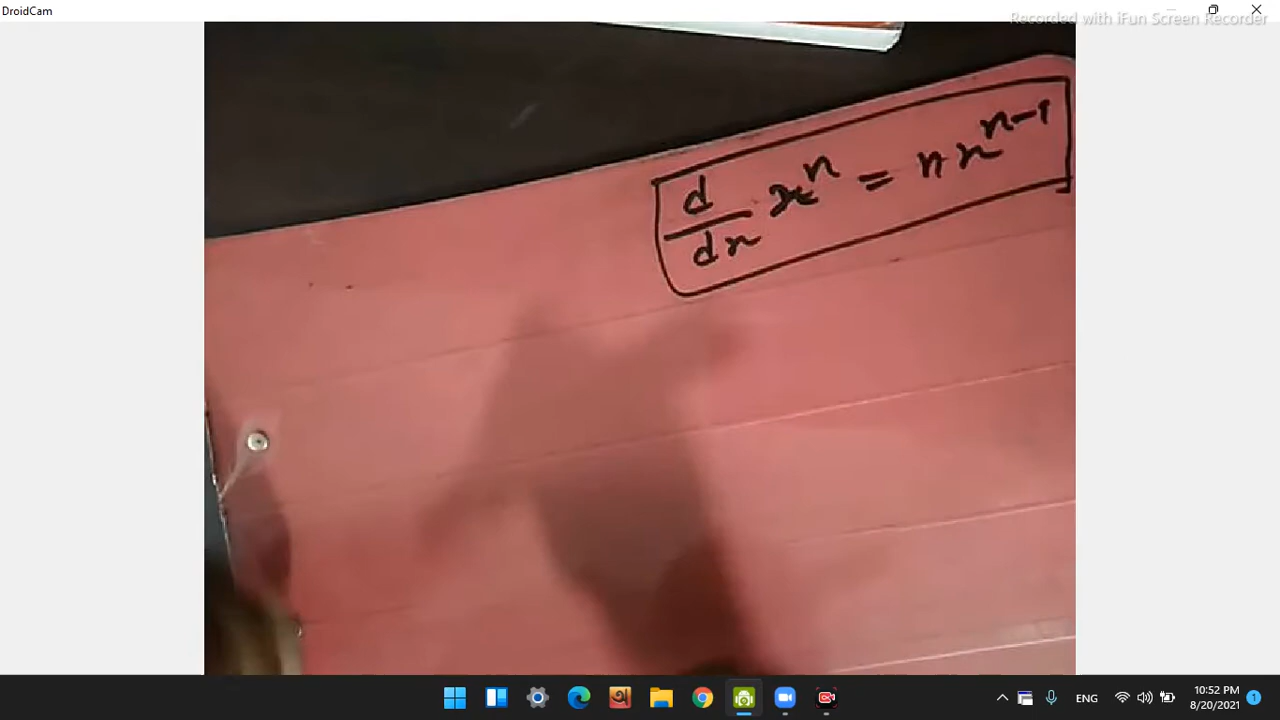 DroidCam
Recorded with iFun Screen Recorder
d/dx x^n = n x^{n-1}
ENG
10:52 PM
8/20/2021
1